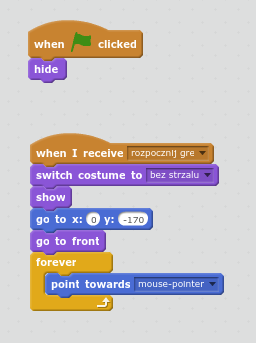 when clicked
hide
when I receive rozpocznij gre
switch costume to bez strzalu
show
go to x: 0 y: -170
go to front
forever
point towards mouse-pointer